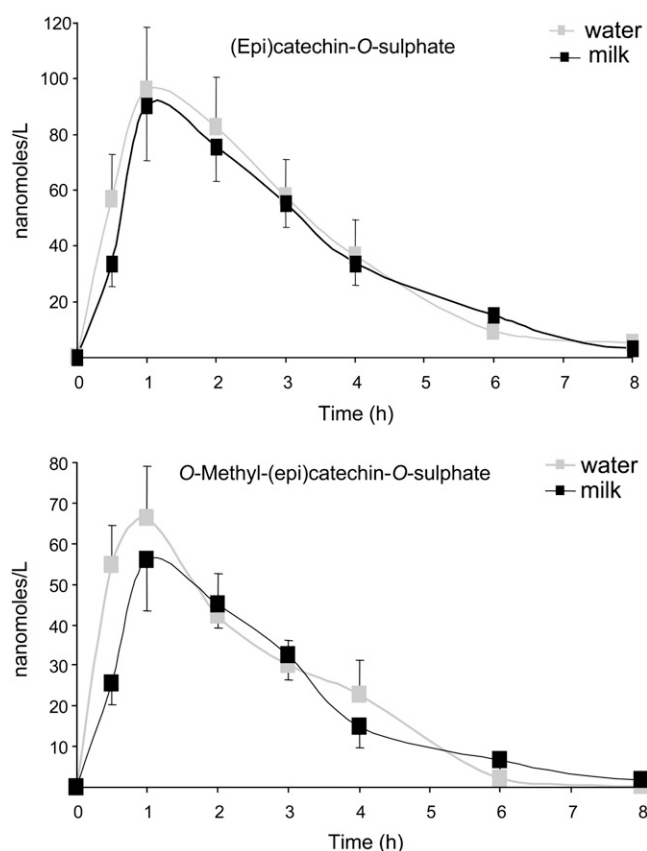 (Epi)catechin-O-sulphate
water
milk
nanomoles/L
120
100
80
60
40
20
0 1 2 3 4 5 6 7 8
Time (h)
O-Methyl-(epi)catechin-O-sulphate
water
milk
nanomoles/L
80
70
60
50
40
30
20
10
0 1 2 3 4 5 6 7 8
Time (h)